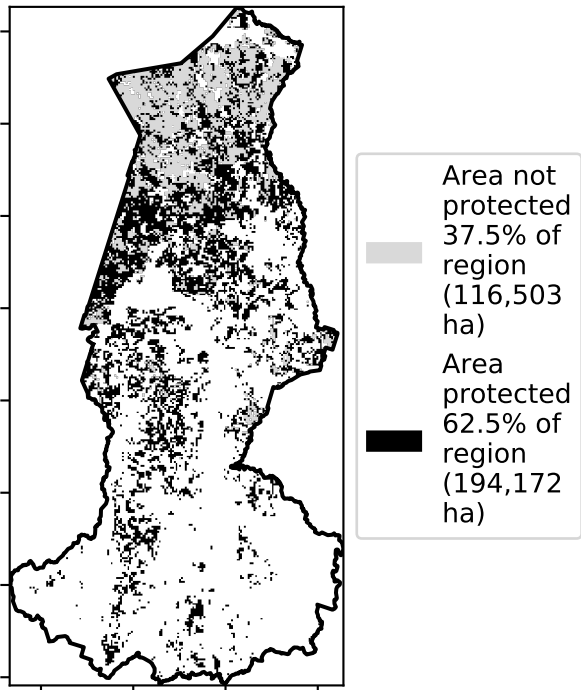 Area not
protected
37.5% of
region
(116,503
ha)
Area
protected
62.5% of
region
(194,172
ha)